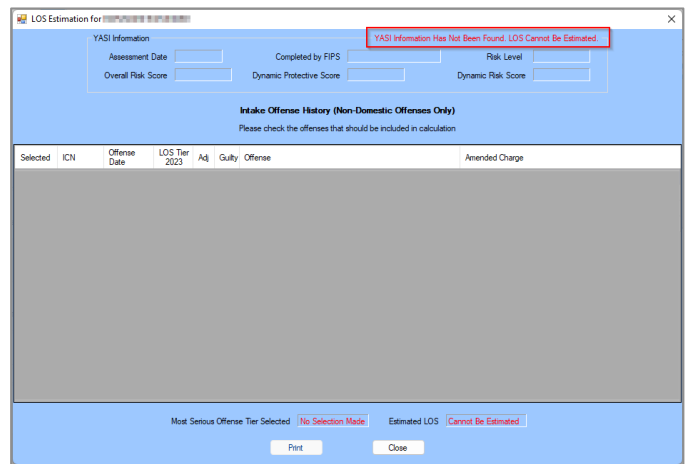 LOS Estimation for
YASI Information
YASI Information Has Not Been Found. LOS Cannot Be Estimated.
Assessment Date Completed by FIPS Risk Level
Overall Risk Score Dynamic Protective Score Dynamic Risk Score
Intake Offense History (Non-Domestic Offenses Only)
Please check the offenses that should be included in calculation
Selected ICN Offense Date LOS Tier 2023 Adj Guilty Offense Amended Charge
Most Serious Offense Tier Selected No Selection Made Estimated LOS Cannot Be Estimated
Print Close